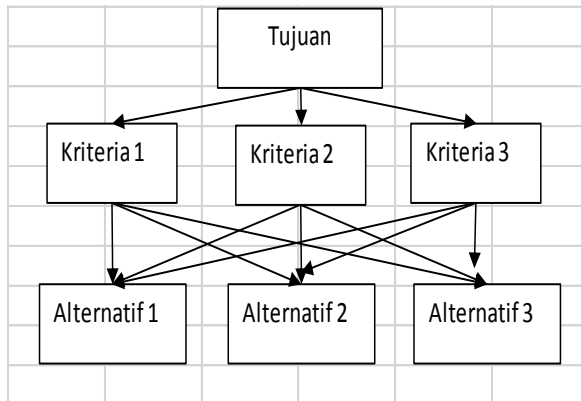 Tujuan
Kriteria 1
Kriteria 2
Kriteria 3
Alternatif 1
Alternatif 2
Alternatif 3